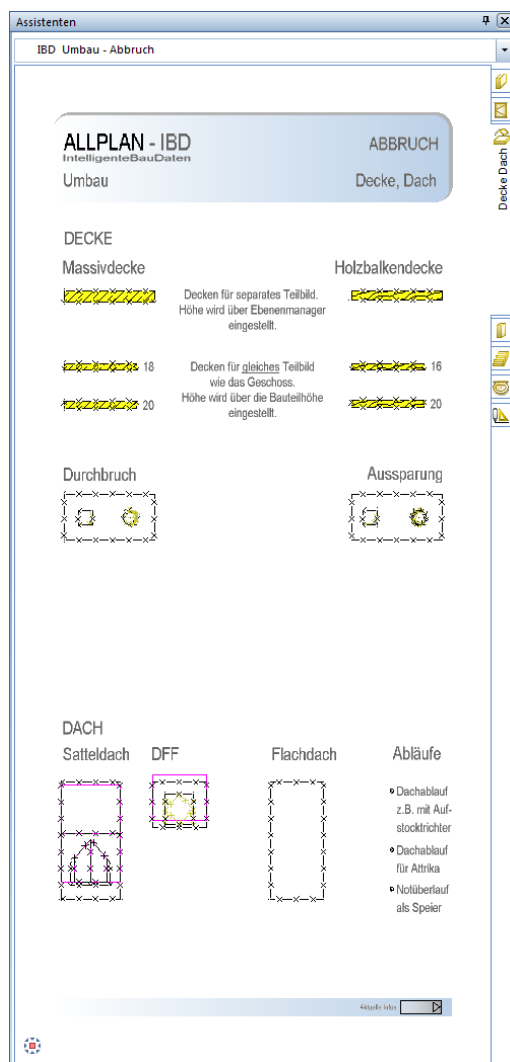 Assistenten
IBD Umbau - Abbruch
ALLPLAN - IBD
IntelligenteBauDaten
Umbau
ABBRUCH
Decke, Dach
Decke Dach
DECKE
Massivdecke
Holzbalkendecke
Decken für separates Teilbild.
Höhe wird über Ebenenmanager
eingestellt.
18
Decken für gleiches Teilbild
wie das Geschoss.
Höhe wird über die Bauteilhöhe
eingestellt.
16
20
20
Durchbruch
Aussparung
DACH
Satteldach
DFF
Flachdach
Abläufe
Dachablauf
z.B. mit Auf-
stocktrichter
Dachablauf
für Attrika
Notüberlauf
als Speier
Aktuelle Infos